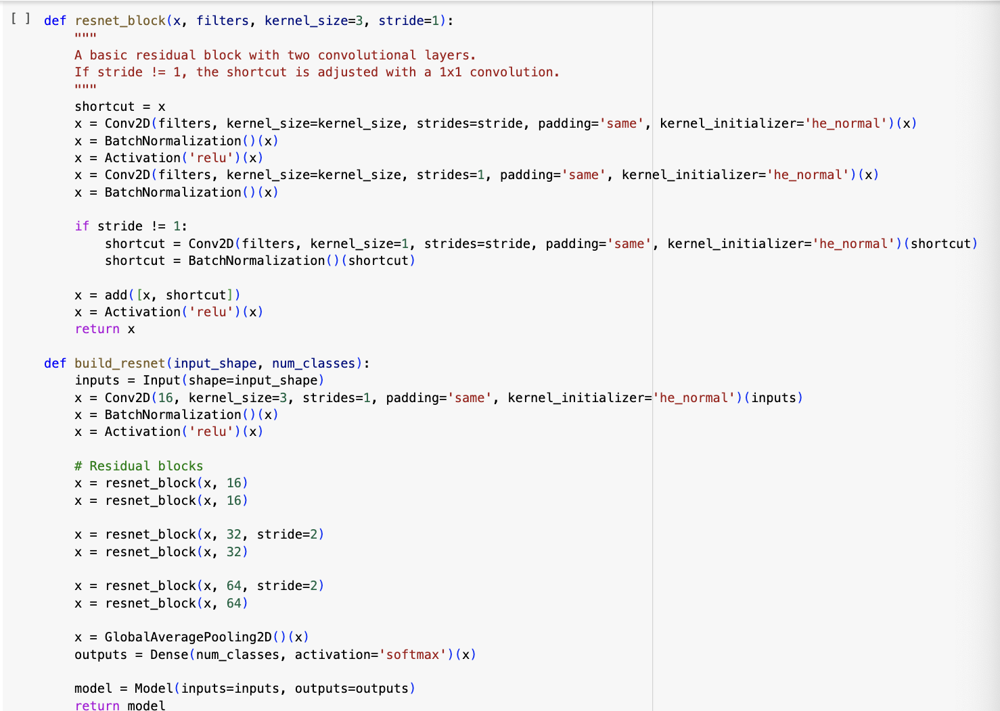 [ ] def resnet_block(x, filters, kernel_size=3, stride=1):
    """
    A basic residual block with two convolutional layers.
    If stride != 1, the shortcut is adjusted with a 1x1 convolution.
    """
    shortcut = x
    x = Conv2D(filters, kernel_size=kernel_size, strides=stride, padding='same', kernel_initializer='he_normal')(x)
    x = BatchNormalization()(x)
    x = Activation('relu')(x)
    x = Conv2D(filters, kernel_size=kernel_size, strides=1, padding='same', kernel_initializer='he_normal')(x)
    x = BatchNormalization()(x)

    if stride != 1:
        shortcut = Conv2D(filters, kernel_size=1, strides=stride, padding='same', kernel_initializer='he_normal')(shortcut)
        shortcut = BatchNormalization()(shortcut)

    x = add([x, shortcut])
    x = Activation('relu')(x)
    return x

def build_resnet(input_shape, num_classes):
    inputs = Input(shape=input_shape)
    x = Conv2D(16, kernel_size=3, strides=1, padding='same', kernel_initializer='he_normal')(inputs)
    x = BatchNormalization()(x)
    x = Activation('relu')(x)

    # Residual blocks
    x = resnet_block(x, 16)
    x = resnet_block(x, 16)

    x = resnet_block(x, 32, stride=2)
    x = resnet_block(x, 32)

    x = resnet_block(x, 64, stride=2)
    x = resnet_block(x, 64)

    x = GlobalAveragePooling2D()(x)
    outputs = Dense(num_classes, activation='softmax')(x)

    model = Model(inputs=inputs, outputs=outputs)
    return model